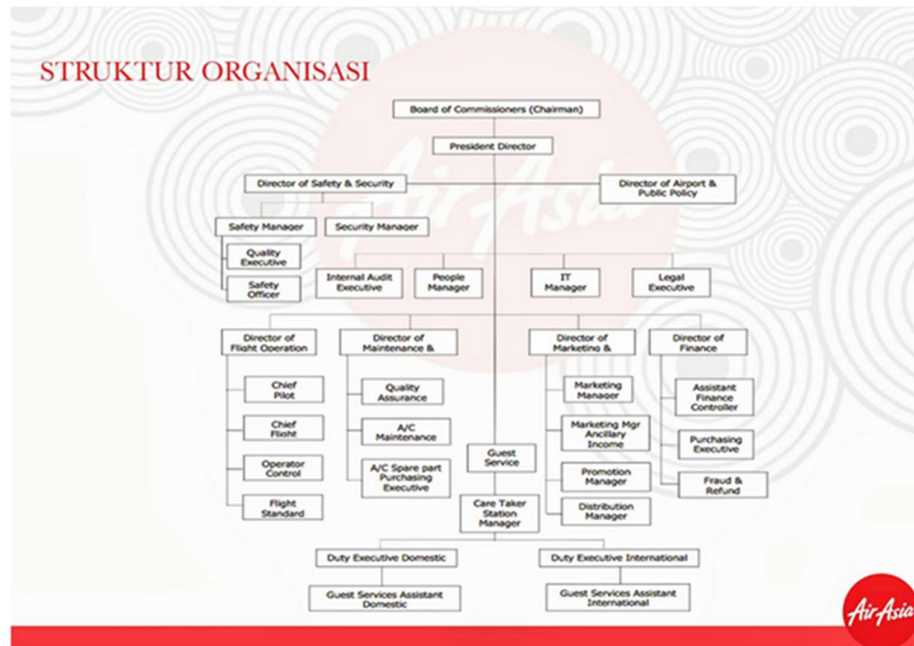 STRUKTUR ORGANISASI
Board of Commissioners (Chairman)
President Director
Director of Safety & Security
Director of Airport &
Public Policy
Safety Manager
Security Manager
Quality
Executive
Safety
Officer
Internal Audit
Executive
People
Manager
IT
Manager
Legal
Executive
Director of
Flight Operation
Director of
Maintenance &
Director of
Marketing &
Director of
Finance
Chief
Pilot
Chief
Flight
Operator
Control
Flight
Standard
Quality
Assurance
A/C
Maintenance
A/C Spare part
Purchasing
Executive
Guest
Service
Care Taker
Station
Manager
Marketing
Manager
Marketing Mgr
Ancillary
Income
Promotion
Manager
Distribution
Manager
Assistant
Finance
Controller
Purchasing
Executive
Fraud &
Refund
Duty Executive Domestic
Duty Executive International
Guest Services Assistant
Domestic
Guest Services Assistant
International
AirAsia
AirAsia